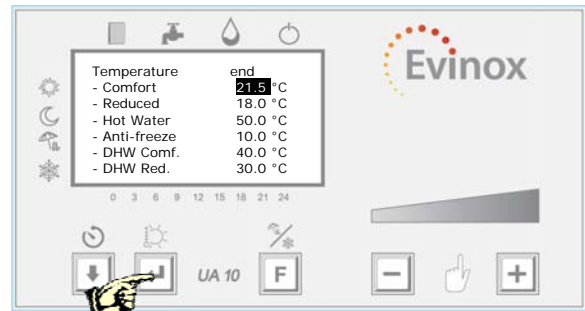 Evinox
Temperature end
- Comfort 21.5 °C
- Reduced 18.0 °C
- Hot Water 50.0 °C
- Anti-freeze 10.0 °C
- DHW Comf. 40.0 °C
- DHW Red. 30.0 °C
0 3 6 9 12 15 18 21 24
UA 10
F